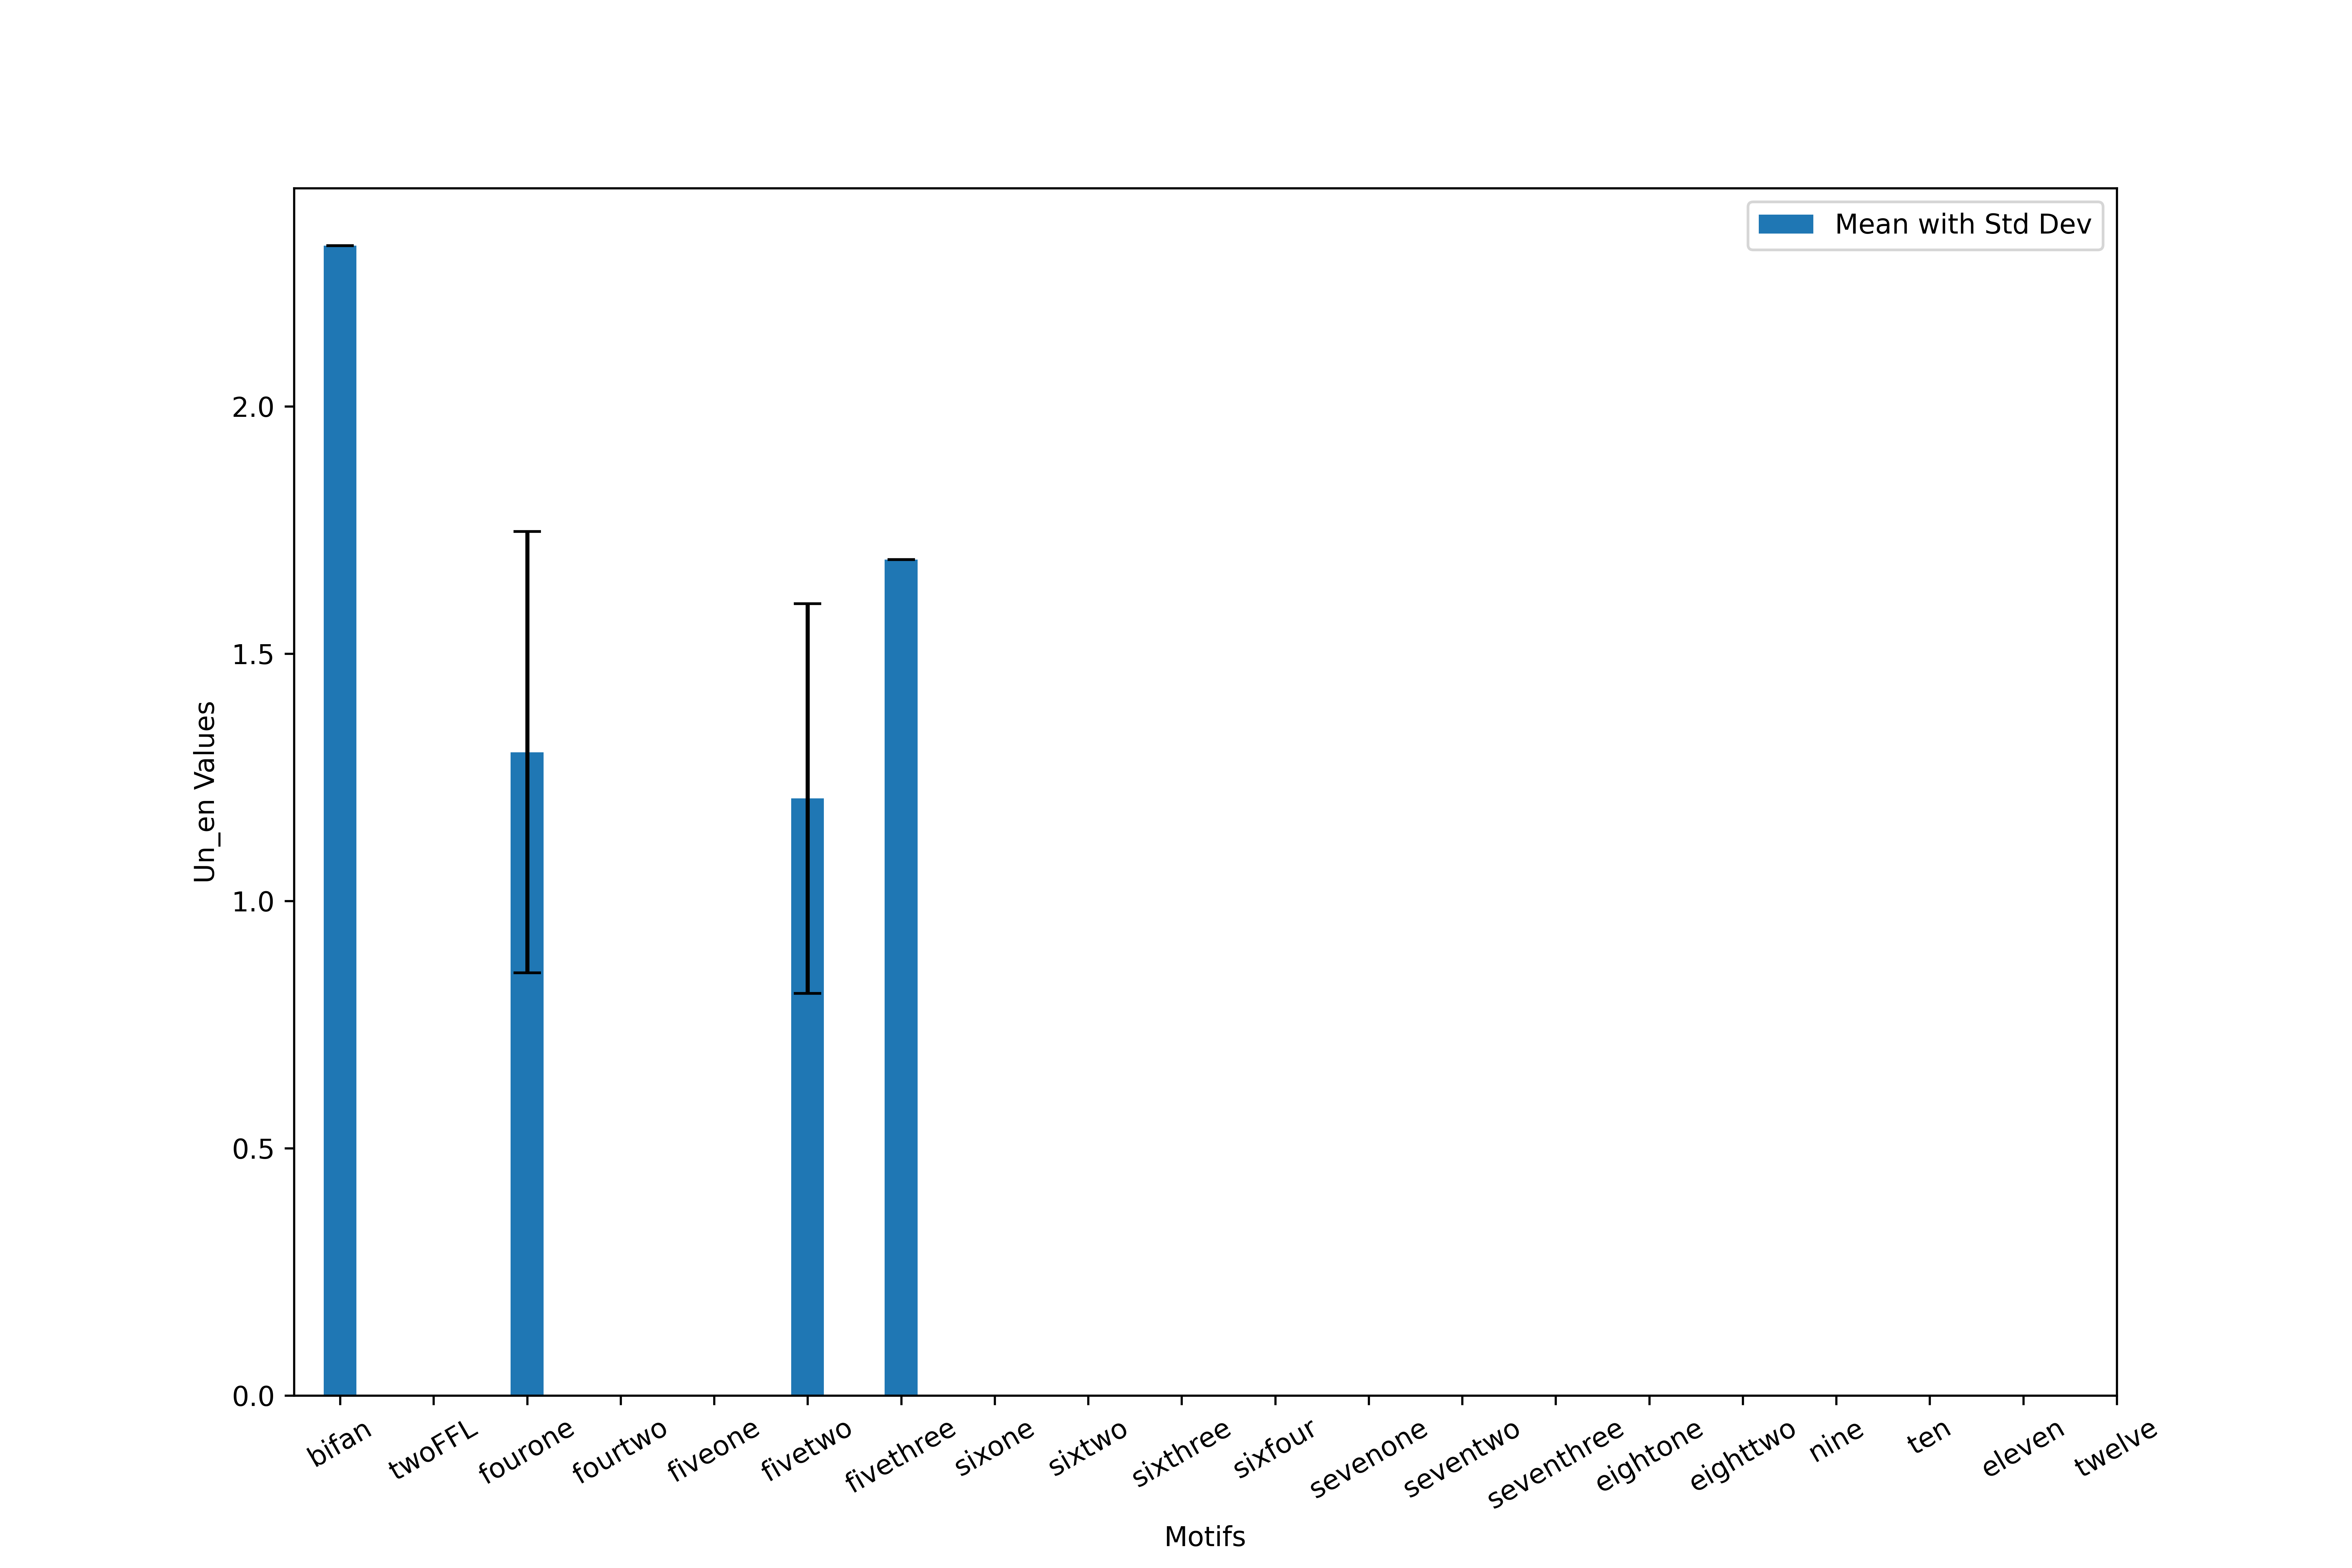 Mean with Std Dev
Un_en Values
2.0
1.5
1.0
0.5
0.0
bifan twoFFL fourone fourtwo fiveone fivetwo fivethree sixone sixtwo sixthree sixfour sevenone seventwo seventhree eightone eighttwo nine ten eleven twelve
Motifs